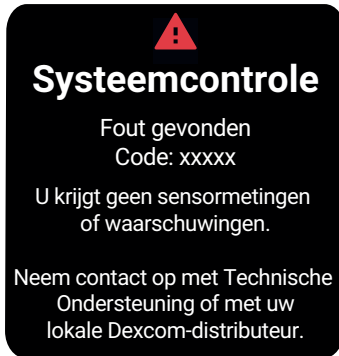 Systeemcontrole
Fout gevonden
Code: xxxxx
U krijgt geen sensormetingen
of waarschuwingen.
Neem contact op met Technische
Ondersteuning of met uw
lokale Dexcom-distributeur.